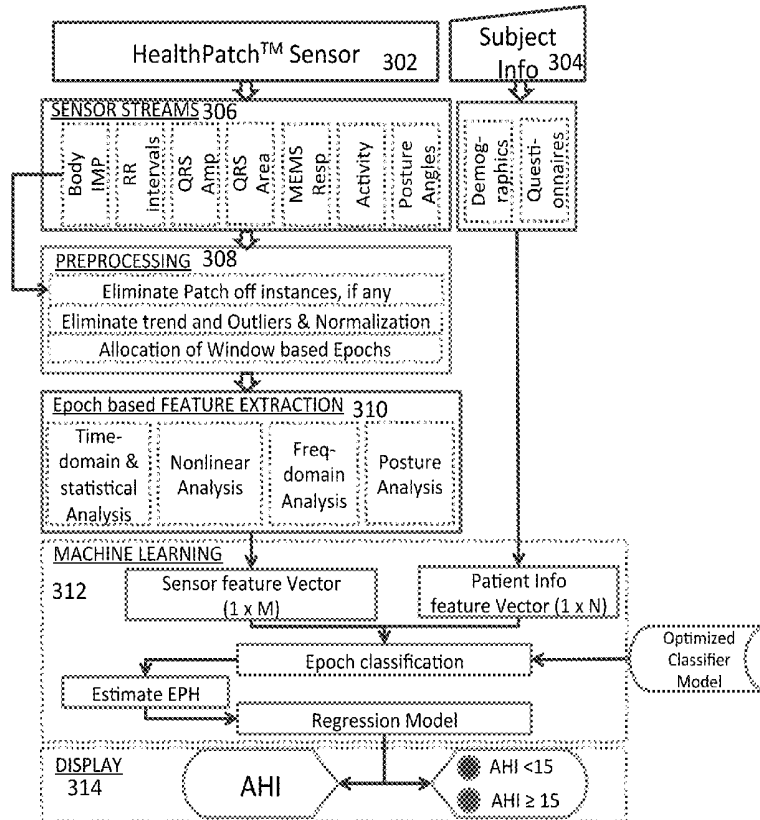 HealthPatch™ Sensor 302
Subject
Info 304
SENSOR STREAMS 306
Body
IMP
RR
intervals
QRS
Amp
QRS
Area
MEMS
Resp
Activity
Posture
Angles
Demog-
raphics
Questi-
onnaires
PREPROCESSING 308
Eliminate Patch off instances, if any
Eliminate trend and Outliers & Normalization
Allocation of Window based Epochs
Epoch based FEATURE EXTRACTION 310
Time-
domain &
statistical
Analysis
Nonlinear
Analysis
Freq-
domain
Analysis
Posture
Analysis
MACHINE LEARNING
312
Sensor feature Vector
(1 x M)
Patient Info
feature Vector (1 x N)
Epoch classification
Optimized
Classifier
Model
Estimate EPH
Regression Model
DISPLAY
314
AHI
AHI <15
AHI ≥ 15